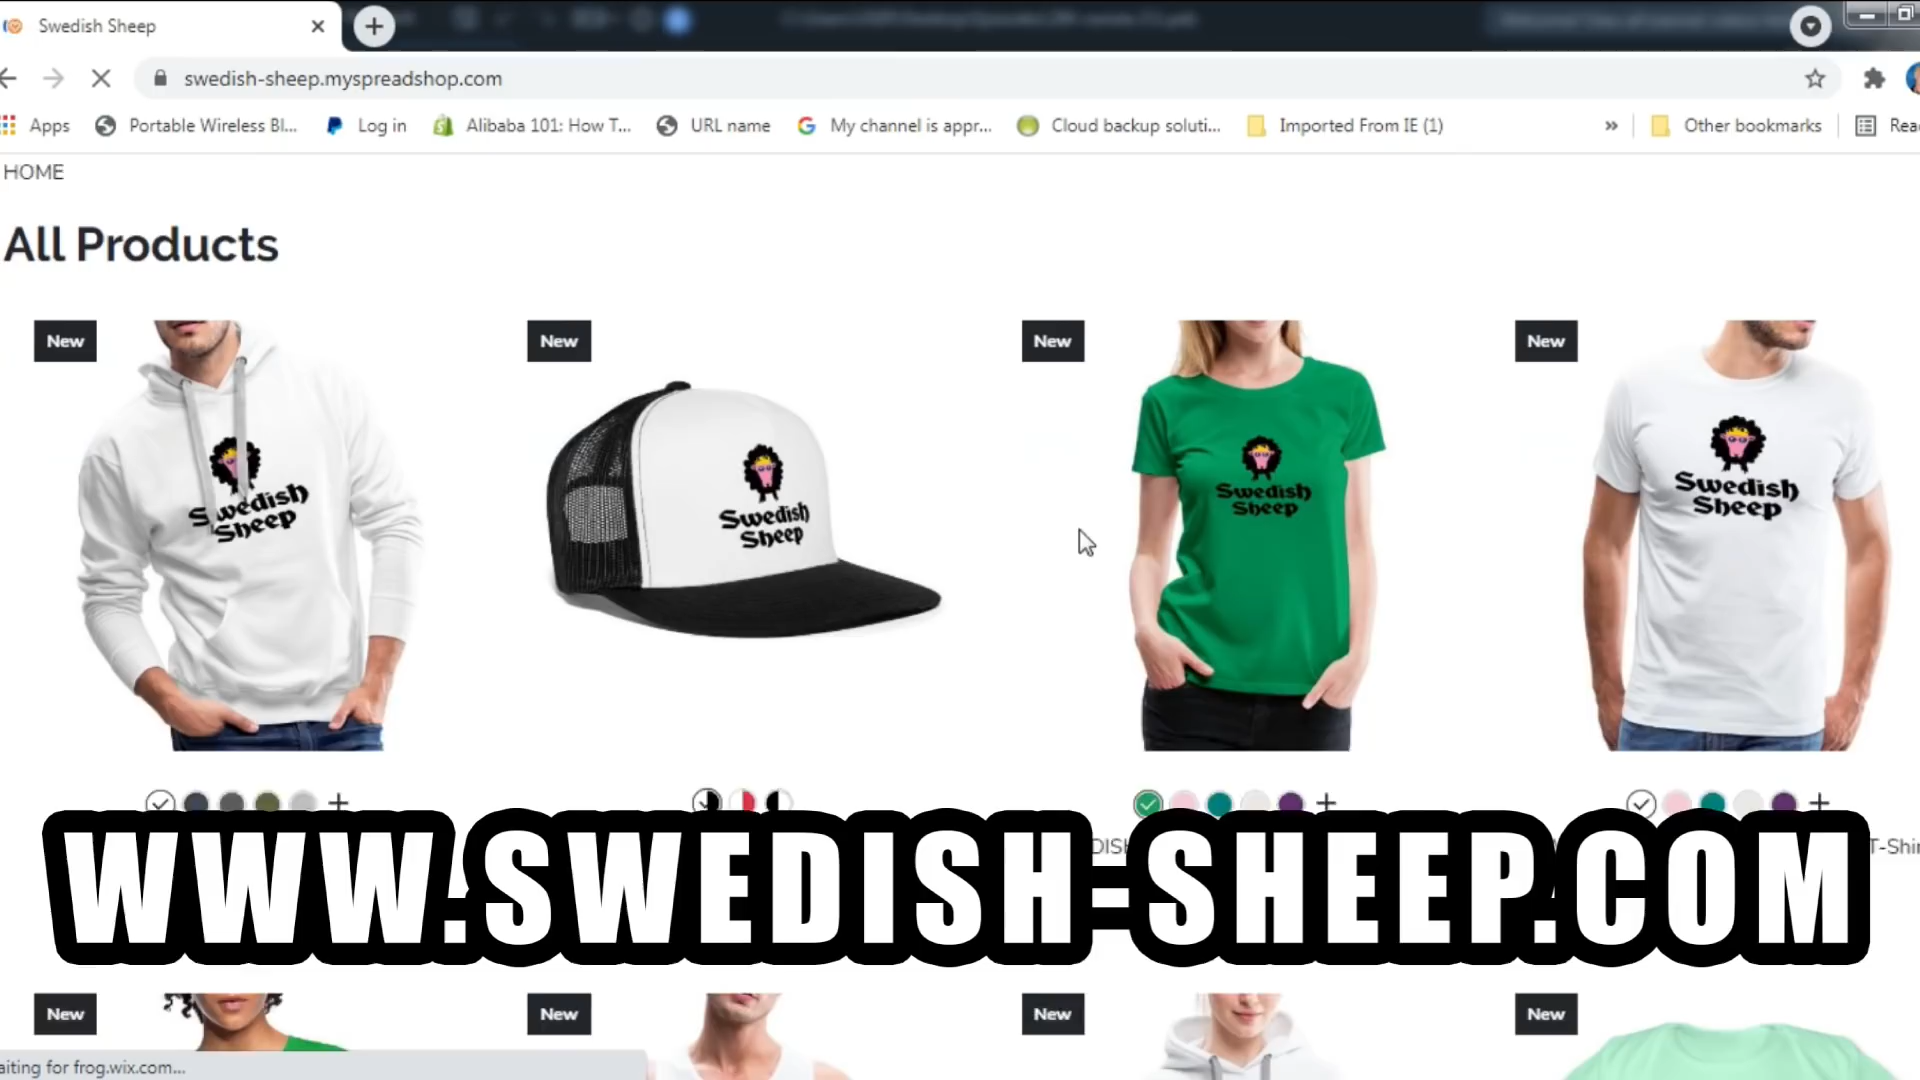 Swedish Sheep
swedish-sheep.myspreadshop.com
Apps
Portable Wireless Bl...
Log in
Alibaba 101: How T...
URL name
My channel is appr...
Cloud backup soluti...
Imported From IE (1)
»
Other bookmarks
Rea
HOME
All Products
New
New
New
New
Swedish
Sheep
Swedish
Sheep
Swedish
Sheep
Swedish
Sheep
DISH
T-Shir
WWW.SWEDISH-SHEEP.COM
New
New
New
New
aiting for frog.wix.com...